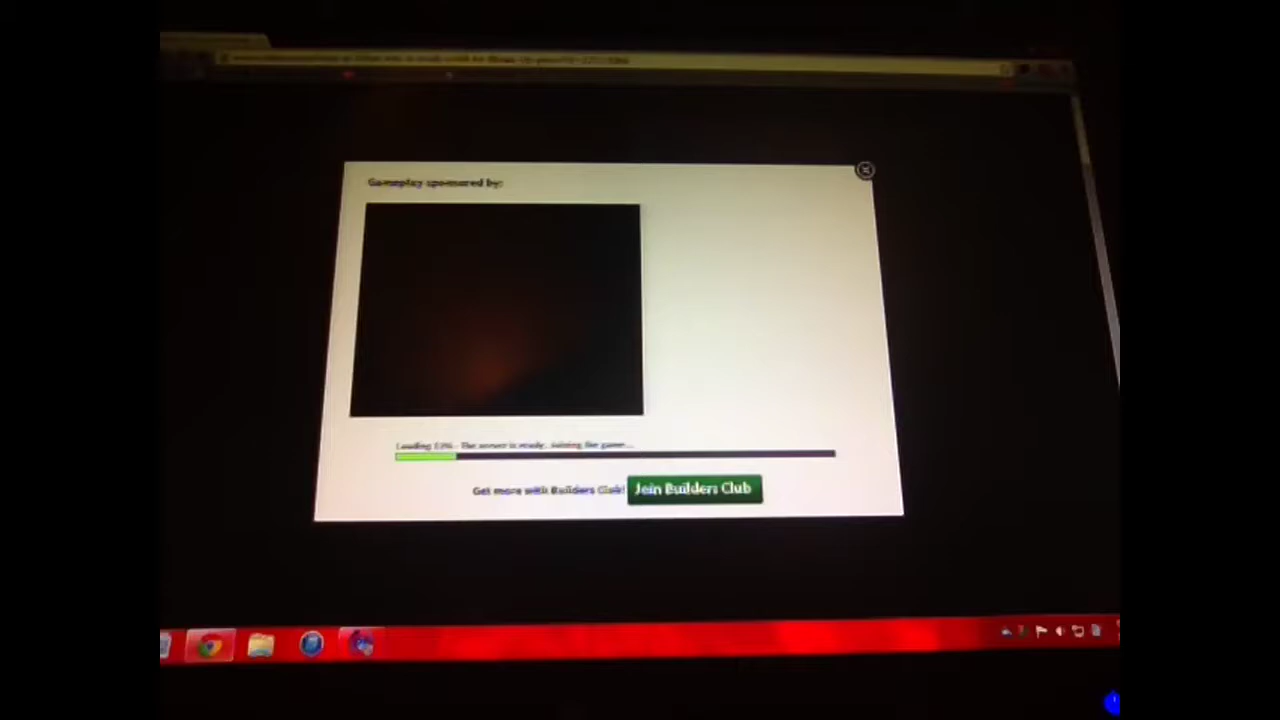 Gameplay sponsored by:
Loading - The server is ready. Joining the game...
Get more with Builders Club! Join Builders Club